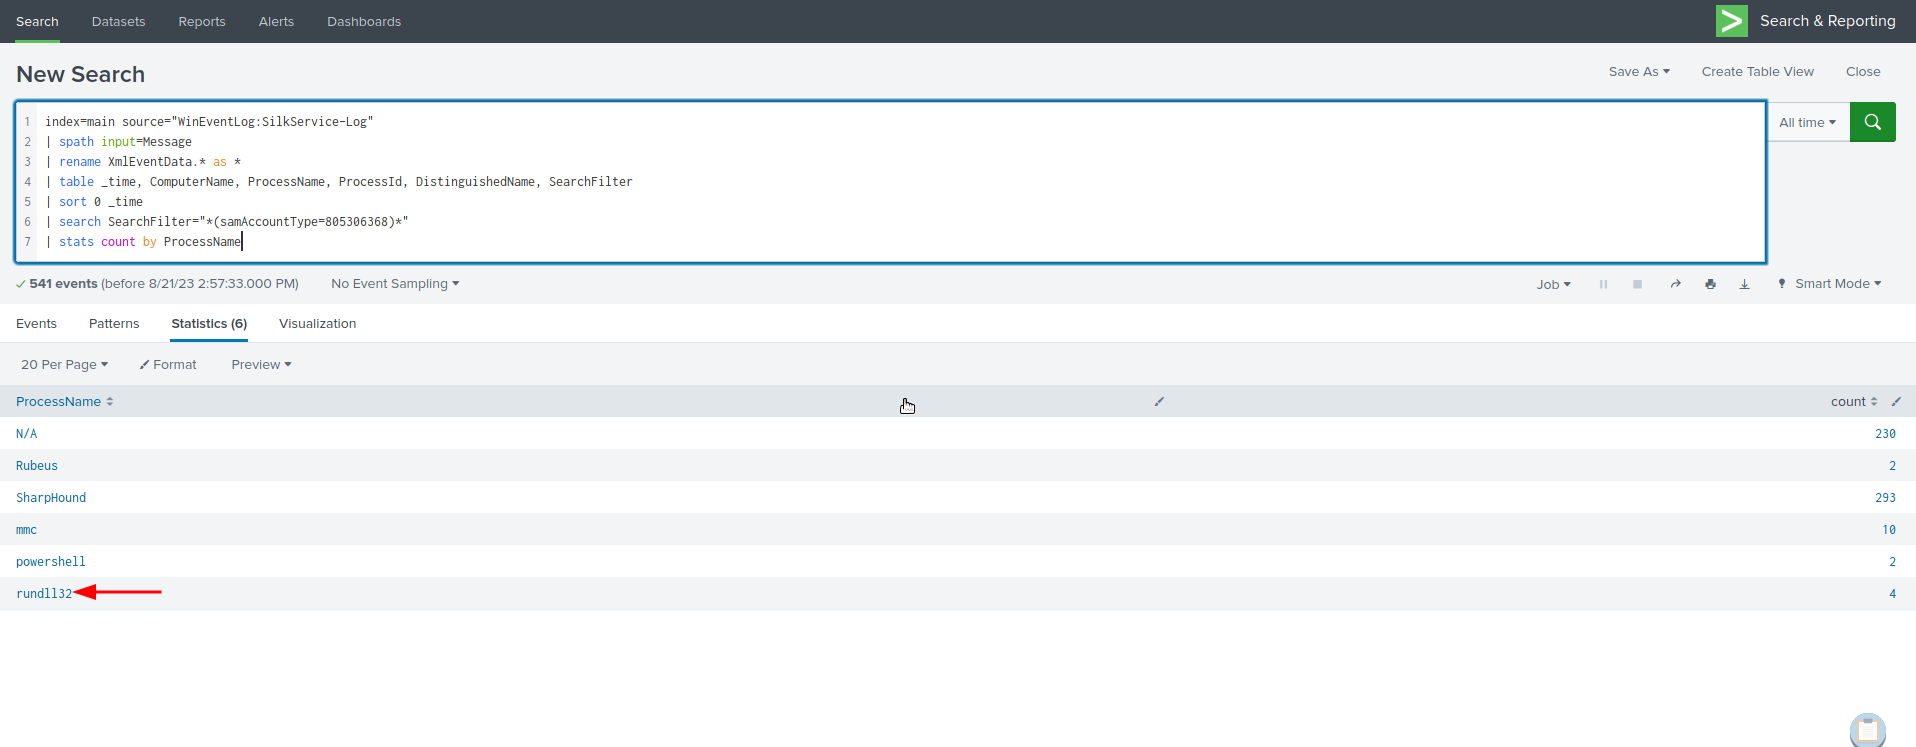 Search Datasets Reports Alerts Dashboards Search & Reporting
New Search Save As Create Table View Close
1 index=main source="WinEventLog:SilkService-Log"
2 | spath input=Message
3 | rename XmlEventData.* as *
4 | table _time, ComputerName, ProcessName, ProcessId, DistinguishedName, SearchFilter
5 | sort 0 _time
6 | search SearchFilter="*(samAccountType=805306368)*"
7 | stats count by ProcessName
All time
541 events (before 8/21/23 2:57:33.000 PM) No Event Sampling Job Smart Mode
Events Patterns Statistics (6) Visualization
20 Per Page Format Preview
ProcessName count
N/A 230
Rubeus 2
SharpHound 293
mmc 10
powershell 2
rundll32 4